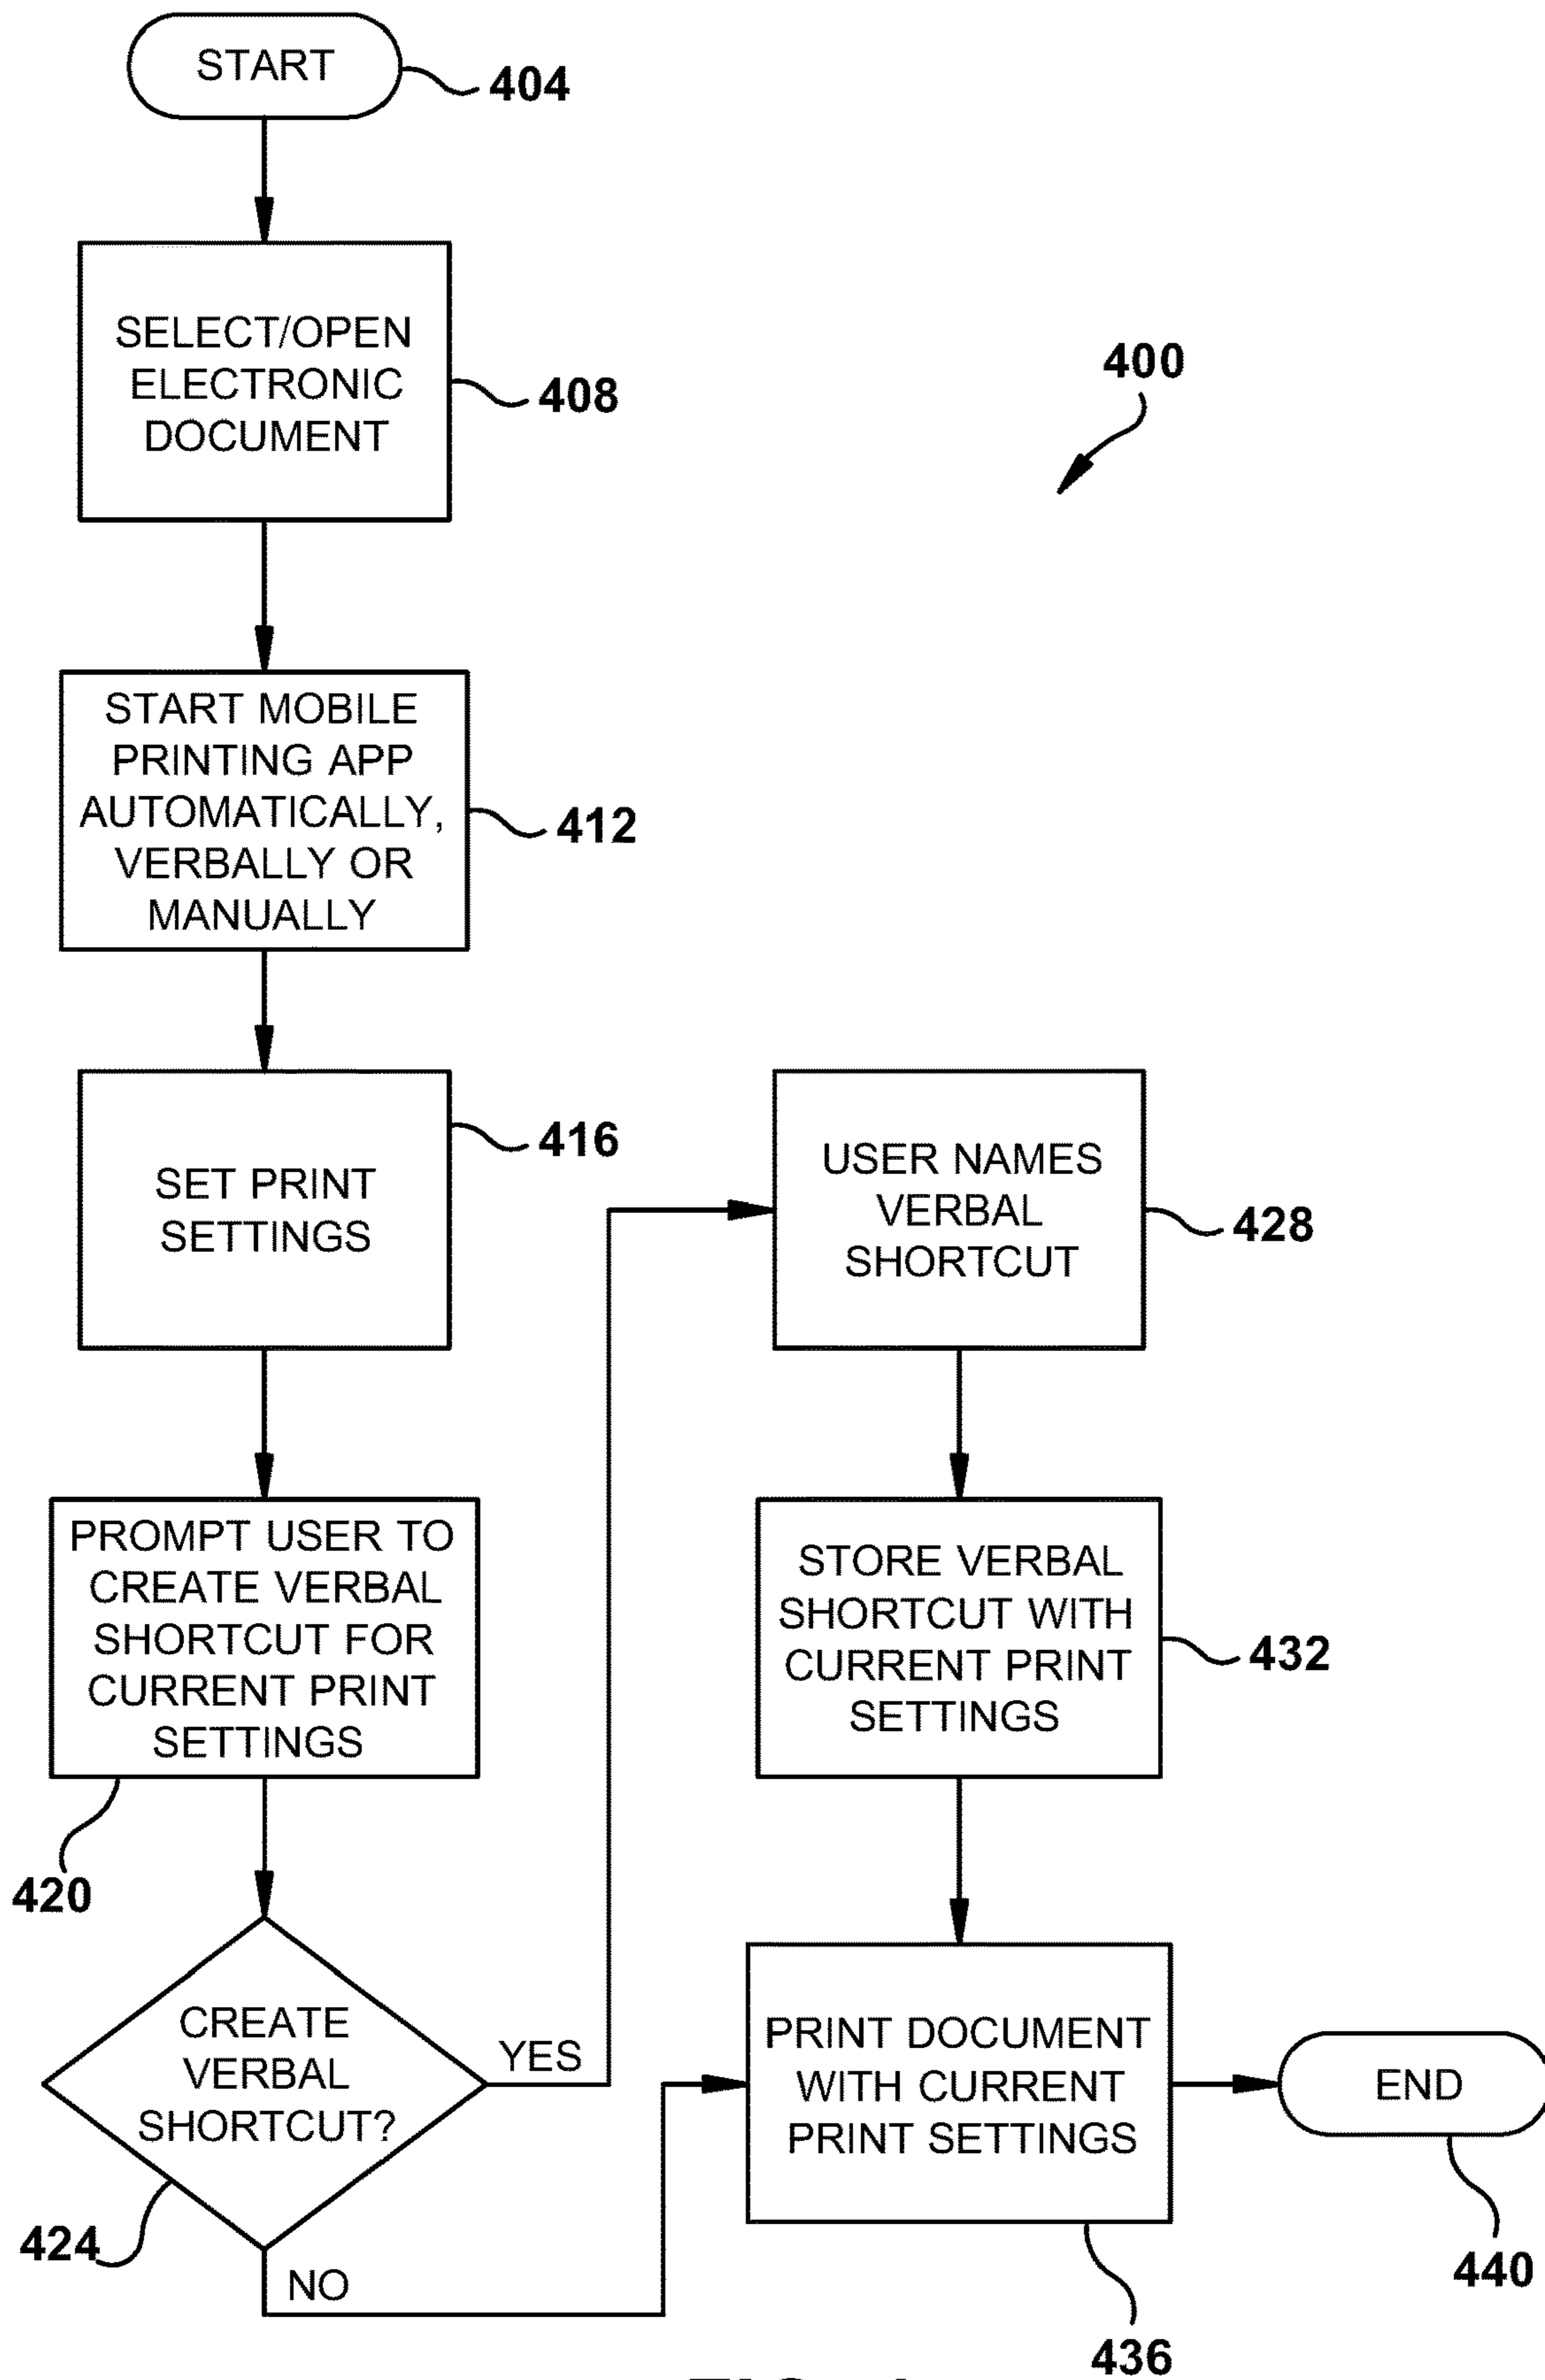 START
404
SELECT/OPEN
ELECTRONIC
DOCUMENT
408
400
START MOBILE
PRINTING APP
AUTOMATICALLY,
VERBALLY OR
MANUALLY
412
SET PRINT
SETTINGS
416
PROMPT USER TO
CREATE VERBAL
SHORTCUT FOR
CURRENT PRINT
SETTINGS
420
CREATE
VERBAL
SHORTCUT?
424
YES
NO
USER NAMES
VERBAL
SHORTCUT
428
STORE VERBAL
SHORTCUT WITH
CURRENT PRINT
SETTINGS
432
PRINT DOCUMENT
WITH CURRENT
PRINT SETTINGS
436
END
440